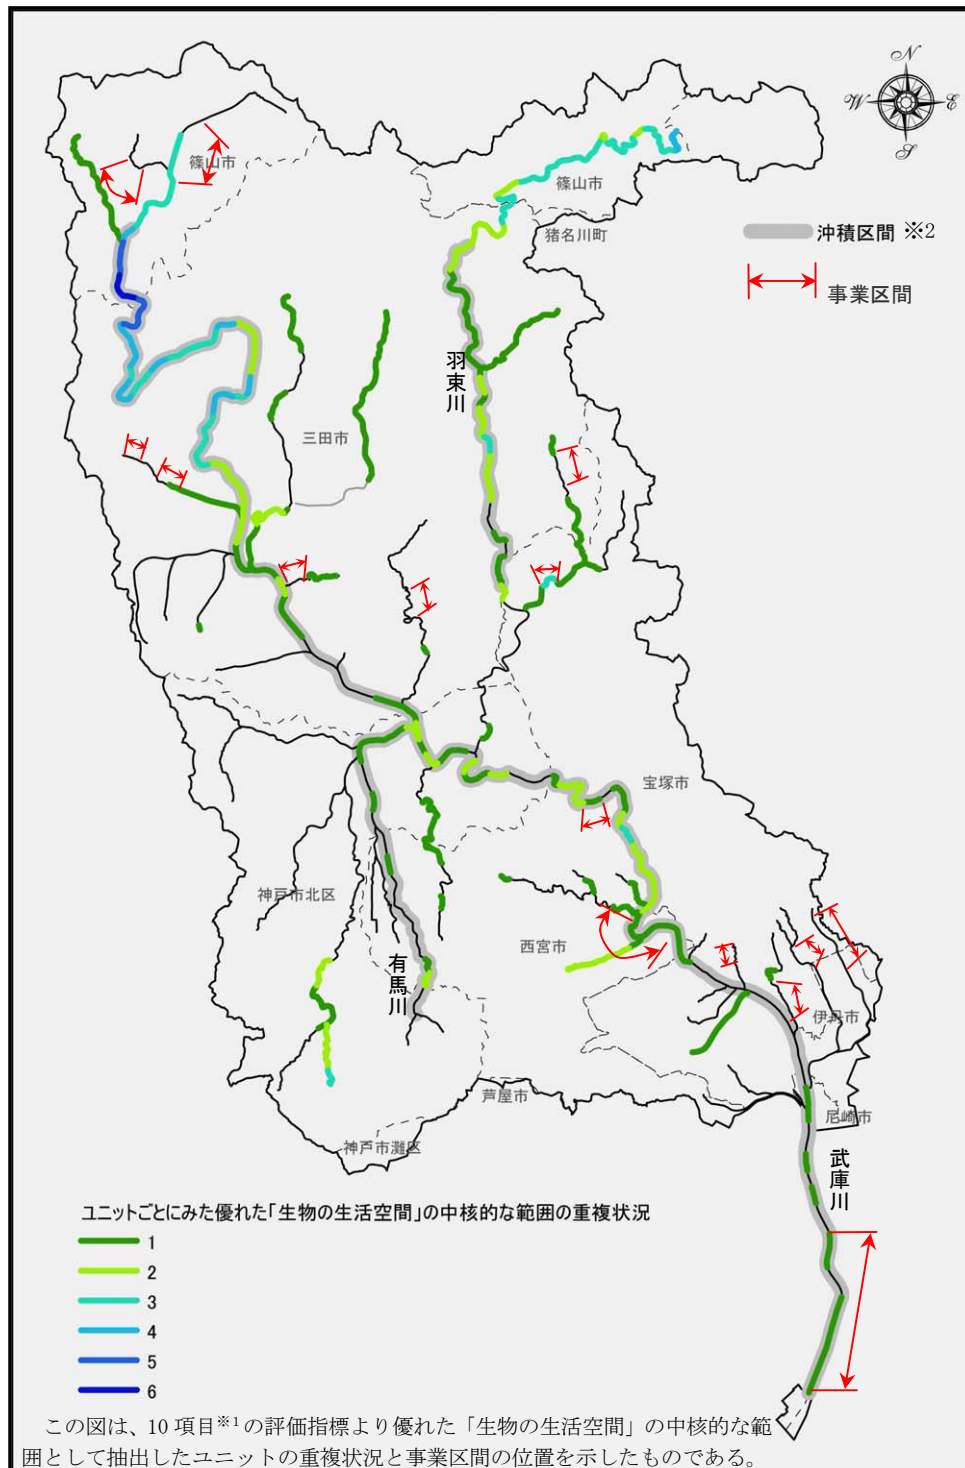 N
W
E
S
篠山市
篠山市
猪名川町
沖積区間 ※2
事業区間
羽束川
三田市
宝塚市
神戸市北区
西宮市
有馬川
伊丹市
芦屋市
尼崎市
神戸市灘区
武庫川
ユニットごとにみた優れた「生物の生活空間」の中核的な範囲の重複状況
1
2
3
4
5
6
この図は、10 項目※1の評価指標より優れた「生物の生活空間」の中核的な範
囲として抽出したユニットの重複状況と事業区間の位置を示したものである。